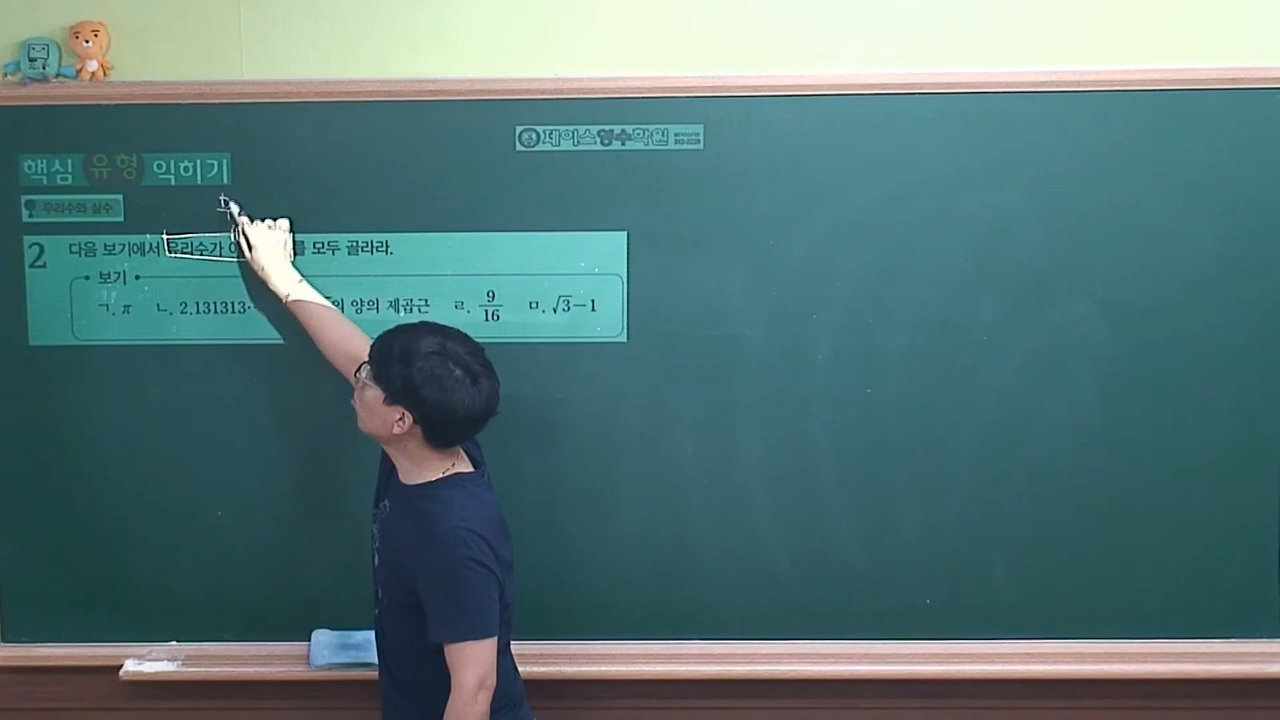 제이스영수학원
핵심 유형 익히기
무리수와 실수
2 다음 보기에서 유리수가 를 모두 골라라.
보기
ㄱ. π ㄴ. 2.131313· 의 양의 제곱근 ㄹ. 9/16 ㅁ. √3−1